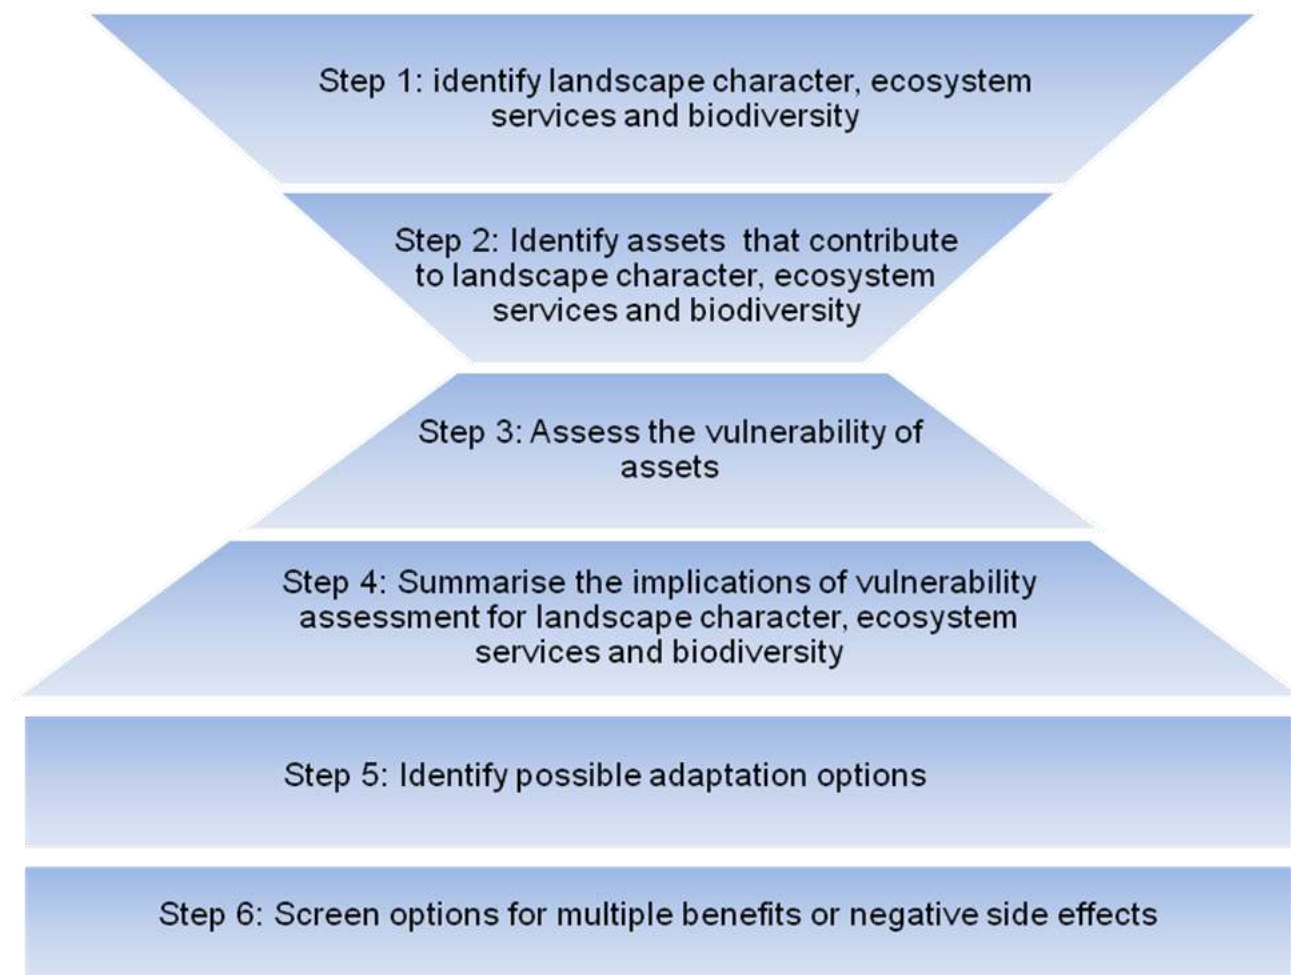 Step 1: identify landscape character, ecosystem
services and biodiversity
Step 2: Identify assets that contribute
to landscape character, ecosystem
services and biodiversity
Step 3: Assess the vulnerability of
assets
Step 4: Summarise the implications of vulnerability
assessment for landscape character, ecosystem
services and biodiversity
Step 5: Identify possible adaptation options
Step 6: Screen options for multiple benefits or negative side effects